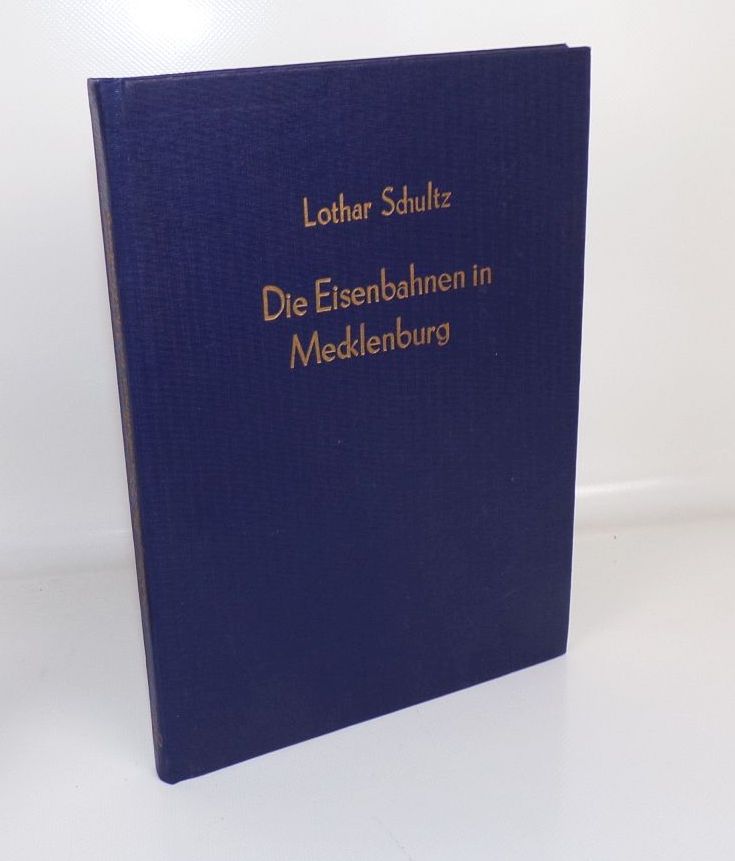 Lothar Schultz
Die Eisenbahnen in
Mecklenburg